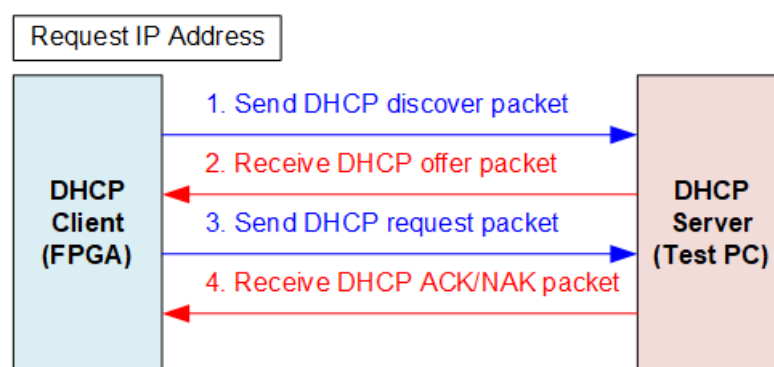 Request IP Address
1. Send DHCP discover packet
2. Receive DHCP offer packet
3. Send DHCP request packet
4. Receive DHCP ACK/NAK packet
DHCP
Client
(FPGA)
DHCP
Server
(Test PC)